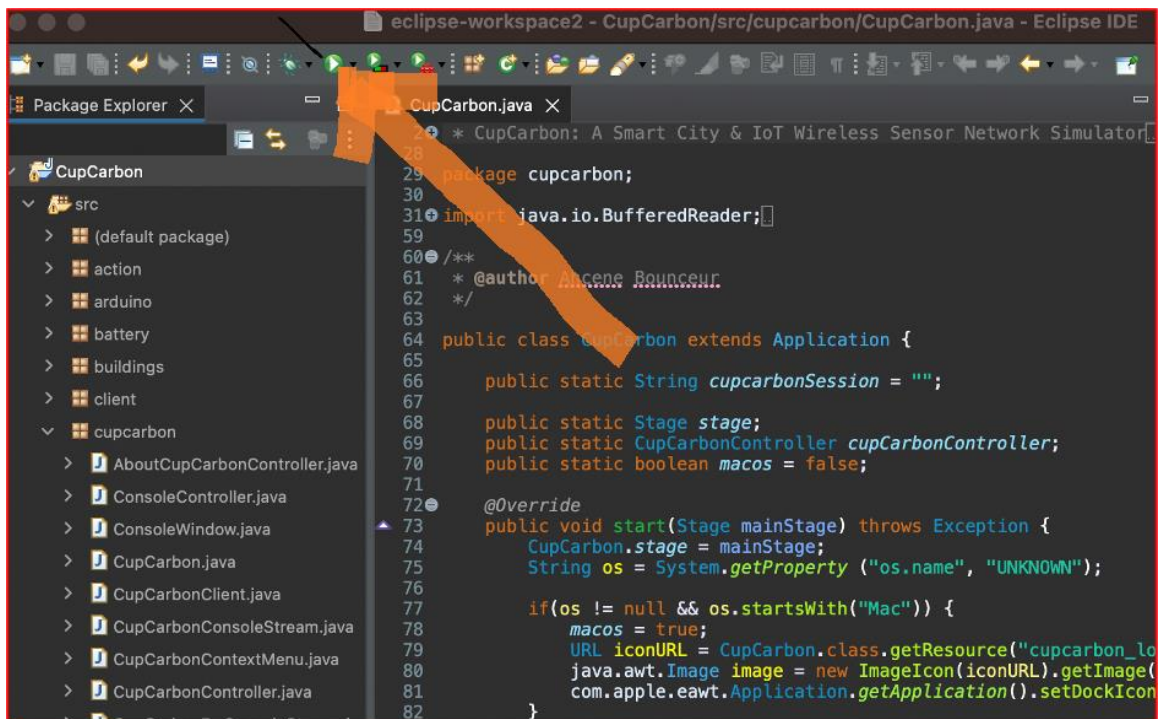 eclipse-workspace2 - CupCarbon/src/cupcarbon/CupCarbon.java - Eclipse IDE
Package Explorer
CupCarbon.java
CupCarbon
src
(default package)
action
arduino
battery
buildings
client
cupcarbon
AboutCupCarbonController.java
ConsoleController.java
ConsoleWindow.java
CupCarbon.java
CupCarbonClient.java
CupCarbonConsoleStream.java
CupCarbonContextMenu.java
CupCarbonController.java
* CupCarbon: A Smart City & IoT Wireless Sensor Network Simulator
28
29 package cupcarbon;
30
31 import java.io.BufferedReader;
59
60 /**
61 * @author Ahcene Bounceur
62 */
63
64 public class CupCarbon extends Application {
65
66 public static String cupcarbonSession = "";
67
68 public static Stage stage;
69 public static CupCarbonController cupCarbonController;
70 public static boolean macos = false;
71
72 @Override
73 public void start(Stage mainStage) throws Exception {
74 CupCarbon.stage = mainStage;
75 String os = System.getProperty ("os.name", "UNKNOWN");
76
77 if(os != null && os.startsWith("Mac")) {
78 macos = true;
79 URL iconURL = CupCarbon.class.getResource("cupcarbon_lo
80 java.awt.Image image = new ImageIcon(iconURL).getImage(
81 com.apple.eawt.Application.getApplication().setDockIcon
82 }